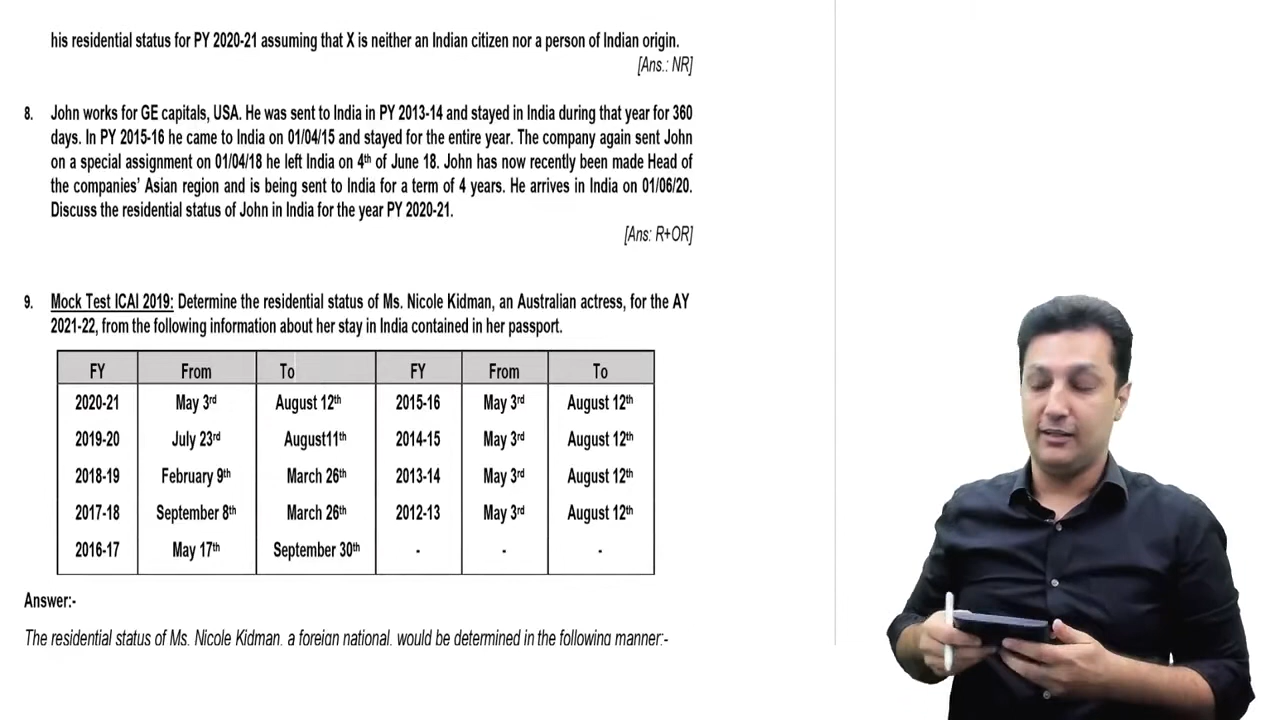 his residential status for PY 2020-21 assuming that X is neither an Indian citizen nor a person of Indian origin.
[Ans.: NR]
8. John works for GE capitals, USA. He was sent to India in PY 2013-14 and stayed in India during that year for 360
days. In PY 2015-16 he came to India on 01/04/15 and stayed for the entire year. The company again sent John
on a special assignment on 01/04/18 he left India on 4th of June 18. John has now recently been made Head of
the companies' Asian region and is being sent to India for a term of 4 years. He arrives in India on 01/06/20.
Discuss the residential status of John in India for the year PY 2020-21.
[Ans: R+OR]
9. Mock Test ICAI 2019: Determine the residential status of Ms. Nicole Kidman, an Australian actress, for the AY
2021-22, from the following information about her stay in India contained in her passport.
FY From To FY From To
2020-21 May 3rd August 12th 2015-16 May 3rd August 12th
2019-20 July 23rd August11th 2014-15 May 3rd August 12th
2018-19 February 9th March 26th 2013-14 May 3rd August 12th
2017-18 September 8th March 26th 2012-13 May 3rd August 12th
2016-17 May 17th September 30th - - -
Answer:-
The residential status of Ms. Nicole Kidman, a foreign national, would be determined in the following manner:-